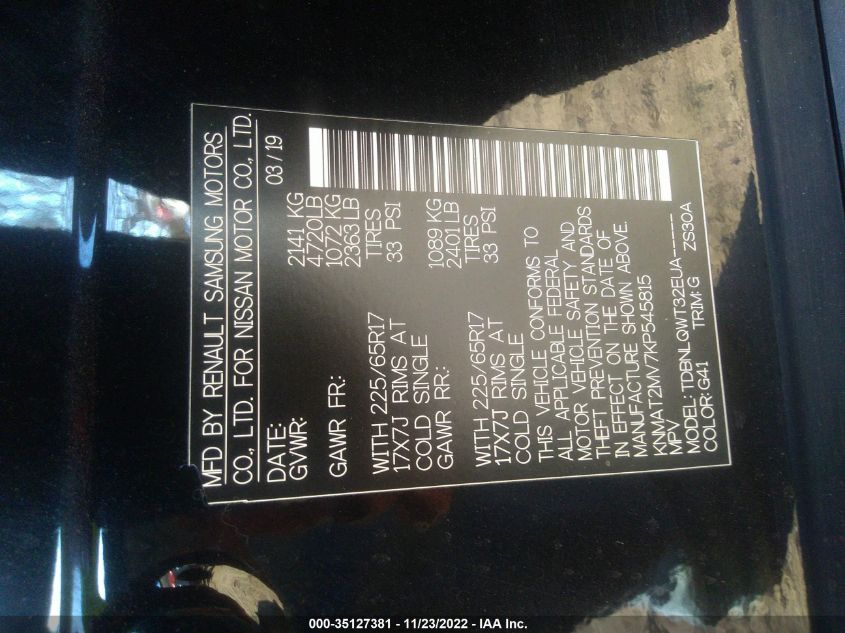 MFD BY RENAULT SAMSUNG MOTORS
CO., LTD. FOR NISSAN MOTOR CO., LTD.
DATE: 03/19
GVWR: 2141 KG
4720LB
GAWR FR: 1072 KG
2363 LB
WITH 225/65R17 TIRES
17X7J RIMS AT 33 PSI
COLD SINGLE
GAWR RR: 1089 KG
2401 LB
WITH 225/65R17 TIRES
17X7J RIMS AT 33 PSI
COLD SINGLE
THIS VEHICLE CONFORMS TO
ALL APPLICABLE FEDERAL
MOTOR VEHICLE SAFETY AND
THEFT PREVENTION STANDARDS
IN EFFECT ON THE DATE OF
MANUFACTURE SHOWN ABOVE.
KNMAT2MV7KP545815
MPV
MODEL: TDBNLQWT32EUA-----
COLOR: G41 TRIM: G ZS30A
000-35127381 - 11/23/2022 - IAA Inc.